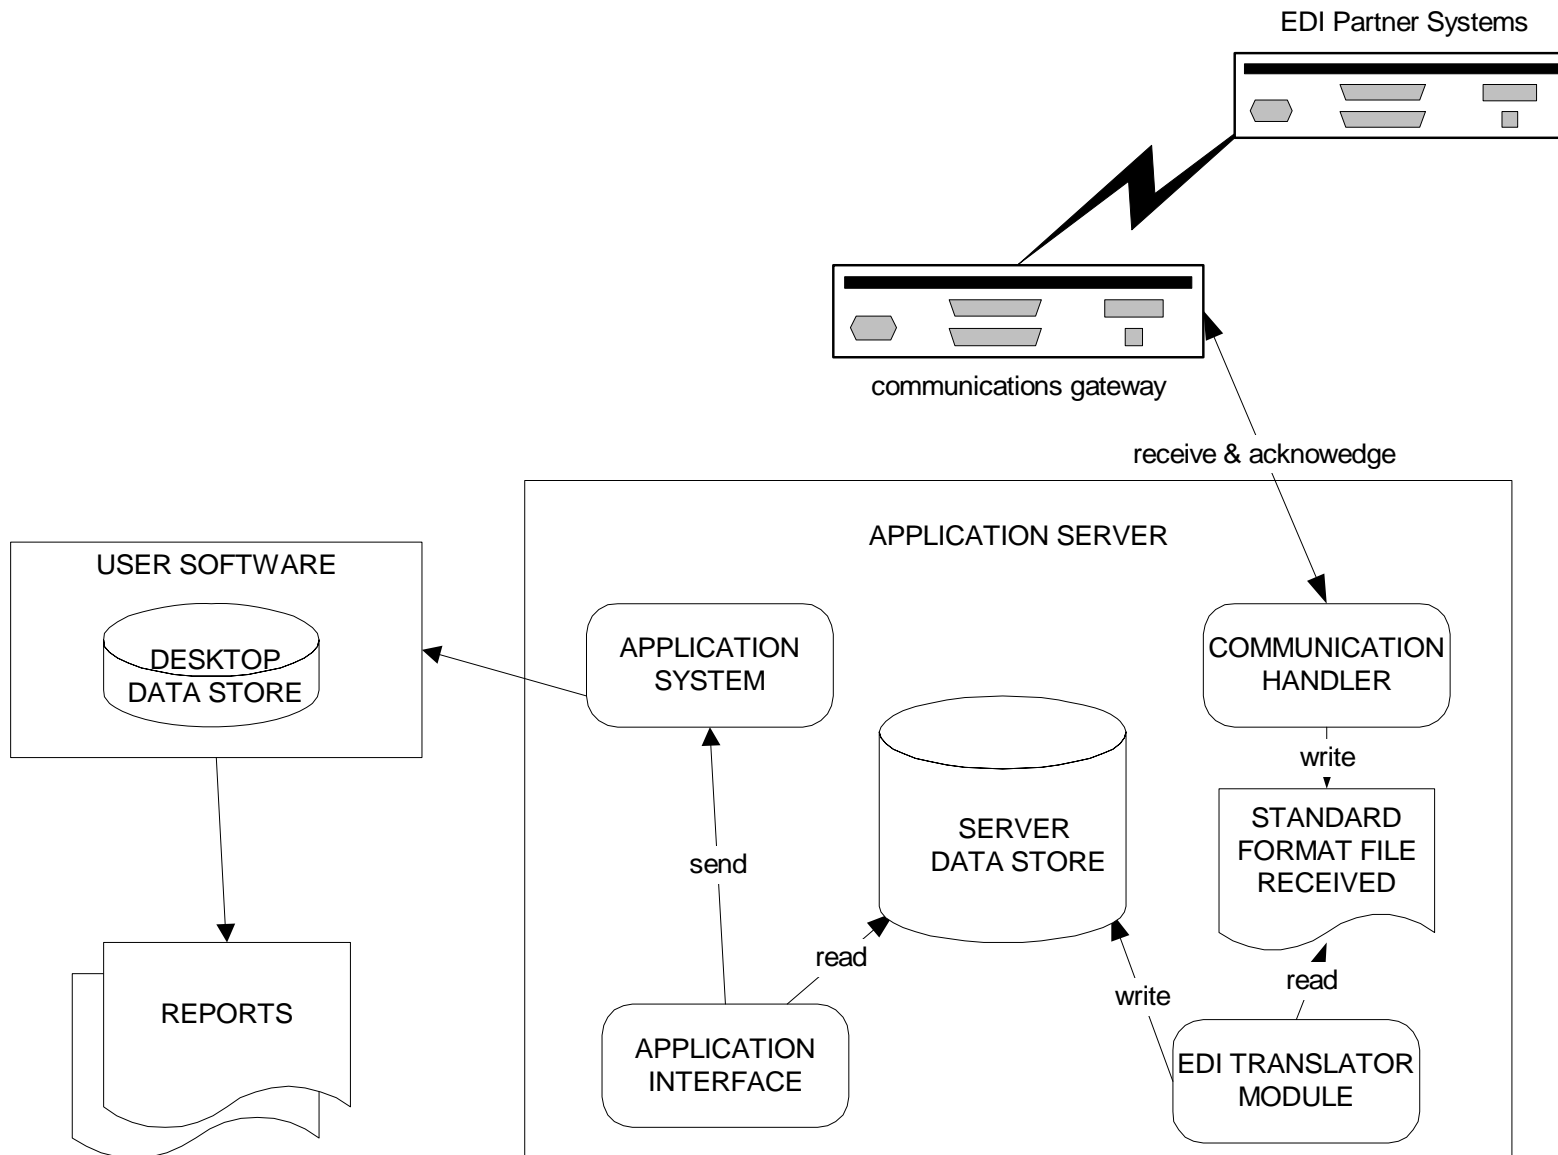 EDI Partner Systems
communications gateway
receive & acknowedge
APPLICATION SERVER
USER SOFTWARE
DESKTOP
DATA STORE
APPLICATION
SYSTEM
COMMUNICATION
HANDLER
write
STANDARD
FORMAT FILE
RECEIVED
SERVER
DATA STORE
send
read
write
read
REPORTS
APPLICATION
INTERFACE
EDI TRANSLATOR
MODULE